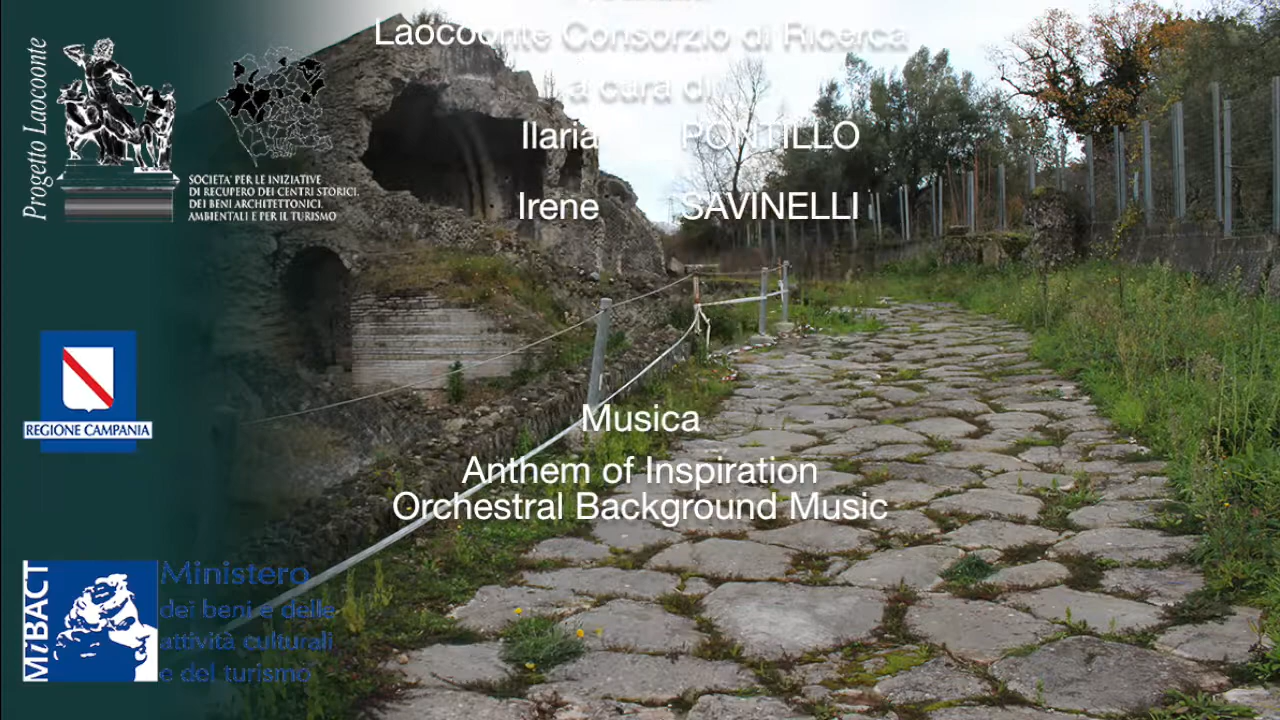 Laocoonte Consorzio di Ricerca
a cura di
Ilaria PONTILLO
Irene SAVINELLI
Progetto Laocoonte
SOCIETA' PER LE INIZIATIVE
DI RECUPERO DEI CENTRI STORICI,
DEI BENI ARCHITETTONICI,
AMBIENTALI E PER IL TURISMO
REGIONE CAMPANIA
Musica
Anthem of Inspiration
Orchestral Background Music
MiBACT
Ministero
dei beni e delle
attività culturali
e del turismo